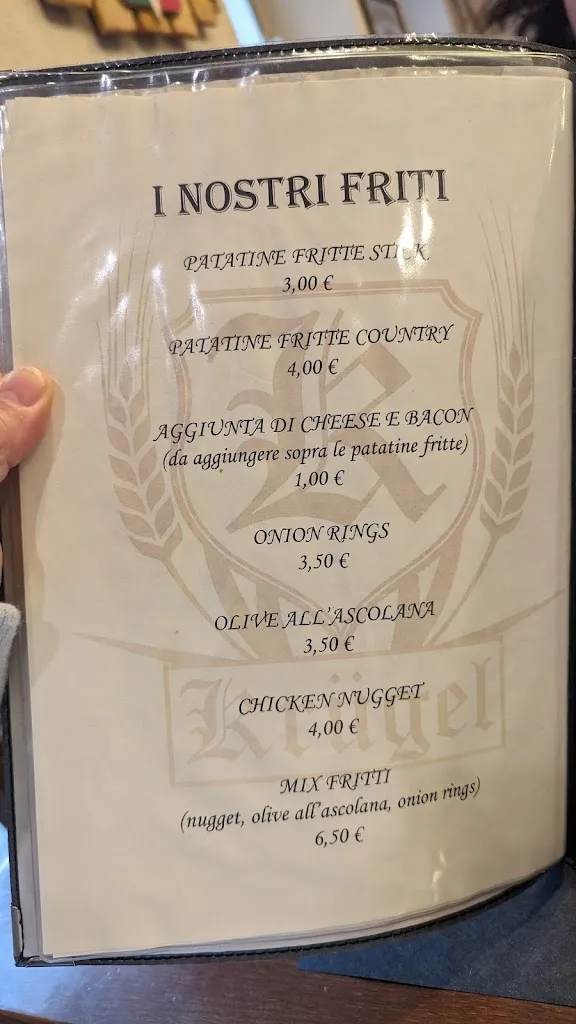 I NOSTRI FRITI
PATATINE FRITTE STICK
3,00 €
PATATINE FRITTE COUNTRY
4,00 €
AGGIUNTA DI CHEESE E BACON
(da aggiungere sopra le patatine fritte)
1,00 €
ONION RINGS
3,50 €
OLIVE ALL'ASCOLANA
3,50 €
CHICKEN NUGGET
4,00 €
MIX FRITTI
(nugget, olive all'ascolana, onion rings)
6,50 €
K
Krügel